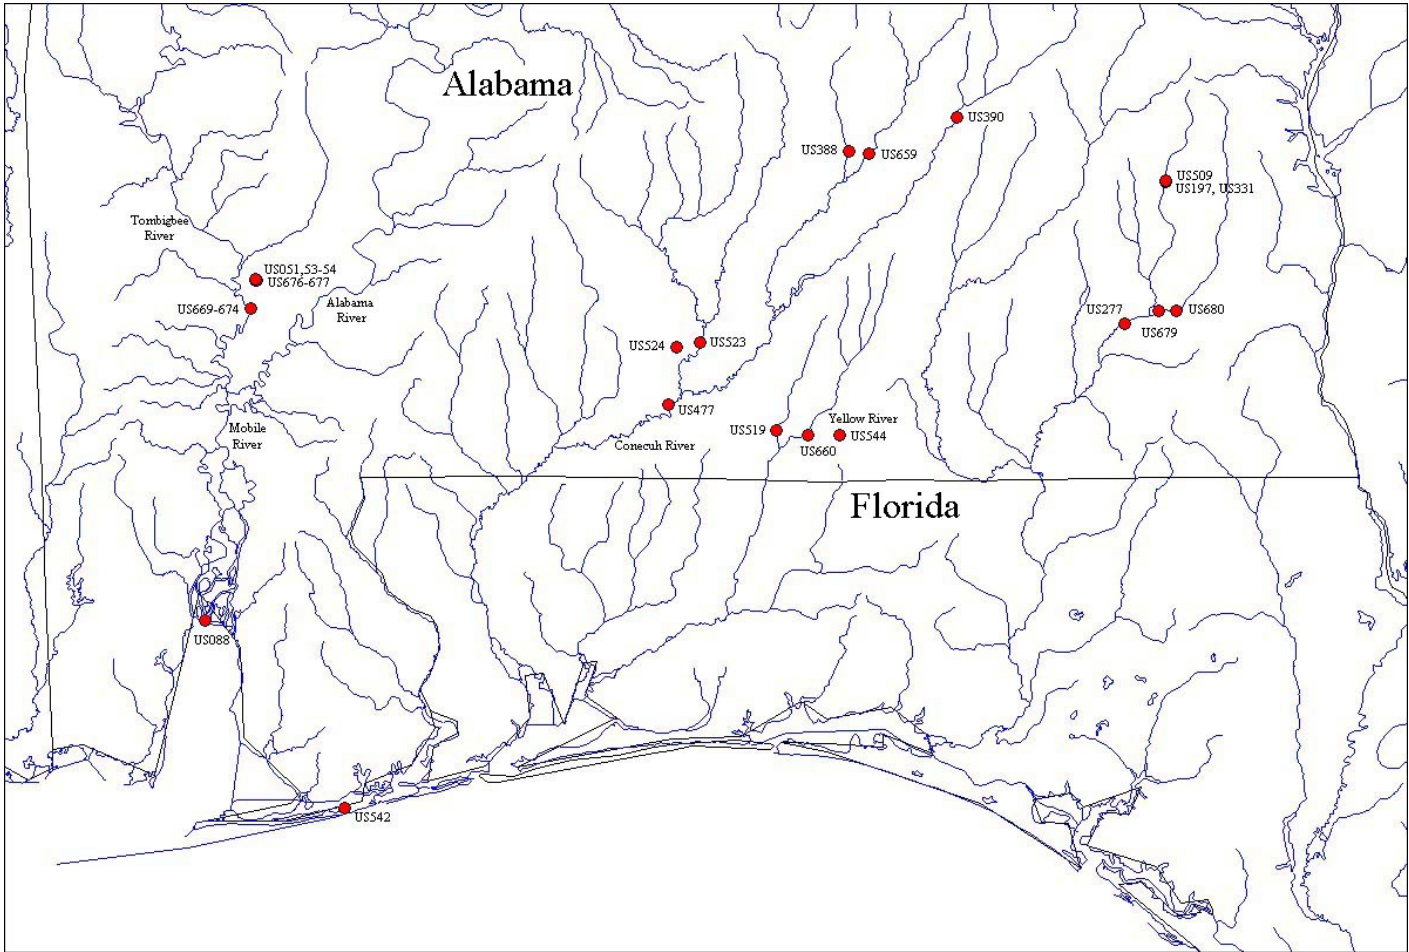 Alabama
US390
US388
US659
US509
US197, US331
Tombigbee
River
US051,53-54
US676-677
US669-674
Alabama
River
US277
US680
US679
US524
US523
US477
Mobile
River
US519
Yellow River
US544
Conecuh River
US660
Florida
US088
US542